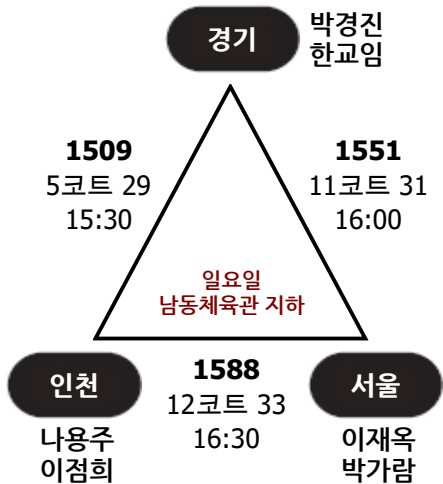 경기
박경진
한교임
1509
5코트 29
15:30
1551
11코트 31
16:00
일요일
남동체육관 지하
인천
1588
12코트 33
16:30
서울
나용주
이점희
이재옥
박가람